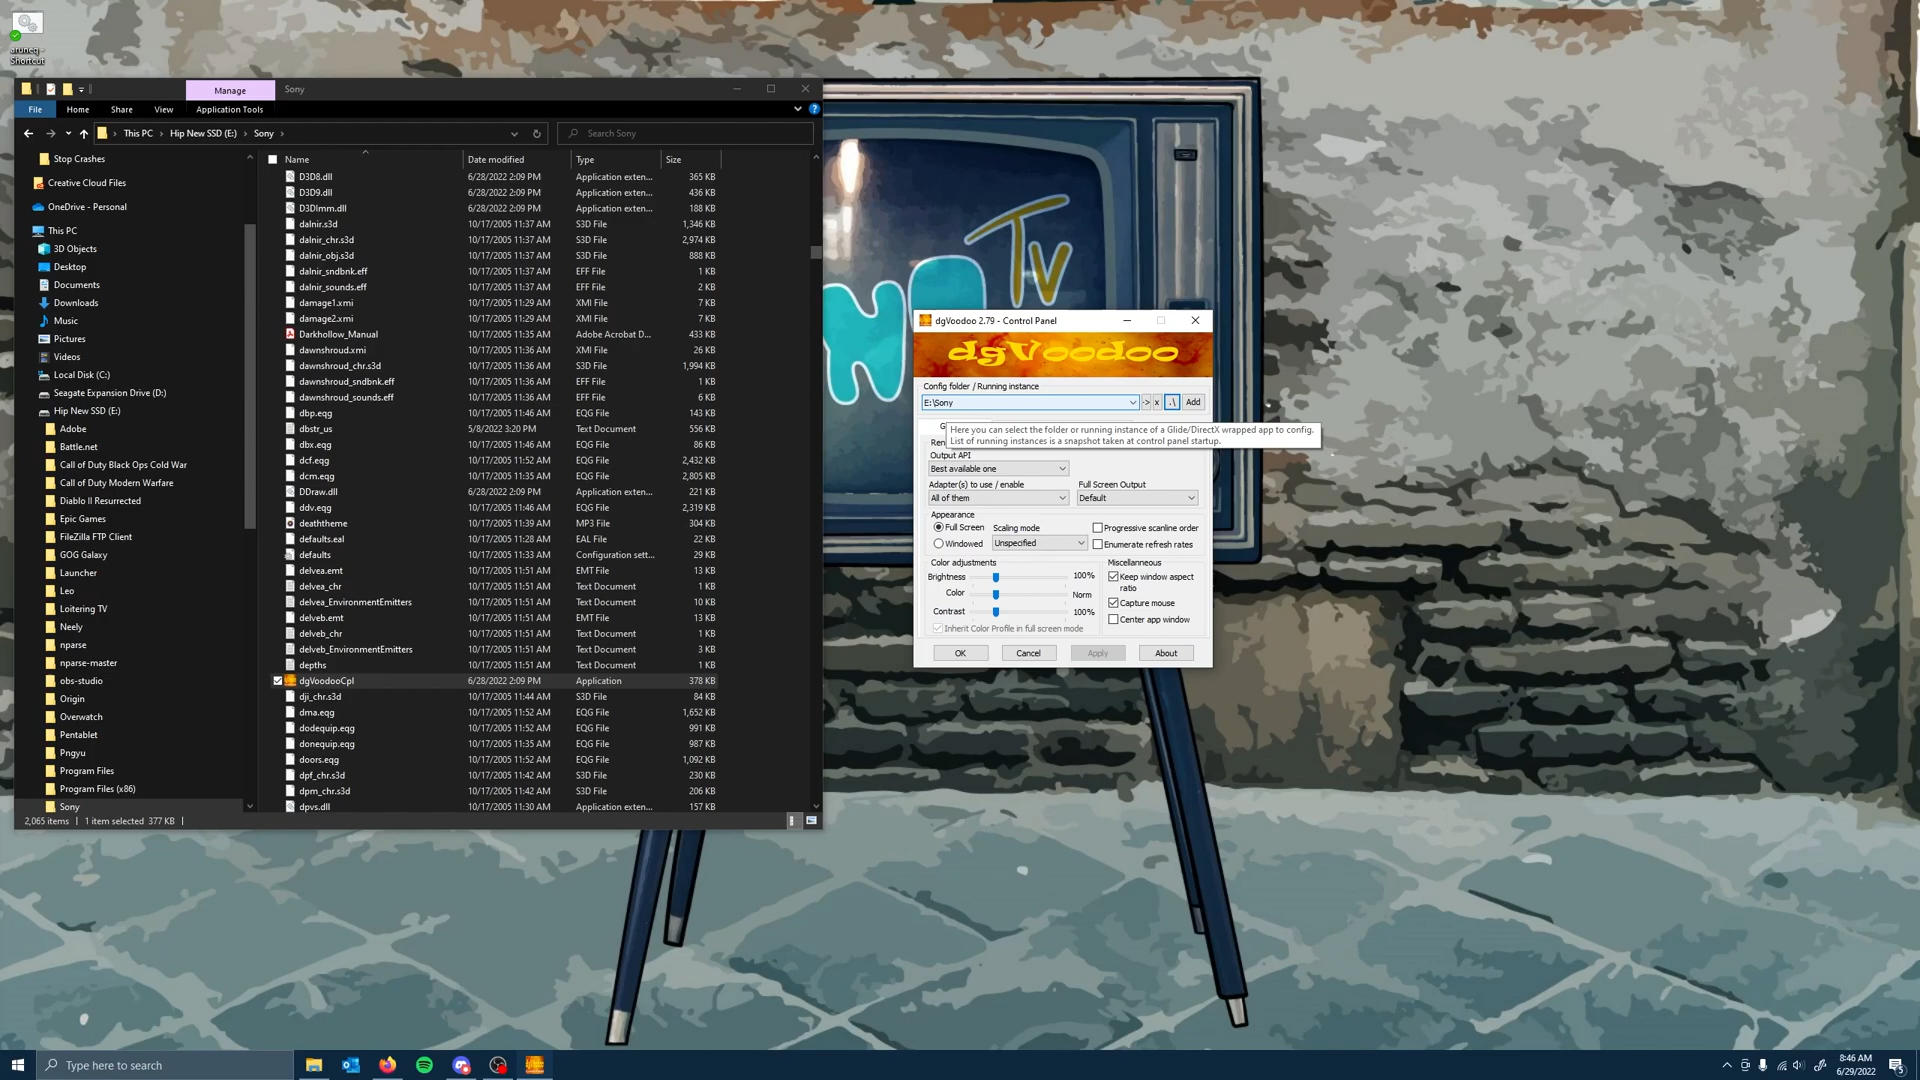 aruneq -
Shortcut
Manage
Sony
File
Home
Share
View
Application Tools
This PC
Hip New SSD (E:)
Sony
Search Sony
Stop Crashes
Creative Cloud Files
OneDrive - Personal
This PC
3D Objects
Desktop
Documents
Downloads
Music
Pictures
Videos
Local Disk (C:)
Seagate Expansion Drive (D:)
Hip New SSD (E:)
Adobe
Battle.net
Call of Duty Black Ops Cold War
Call of Duty Modern Warfare
Diablo II Resurrected
Epic Games
FileZilla FTP Client
GOG Galaxy
Launcher
Leo
Loitering TV
Neely
nparse
nparse-master
obs-studio
Origin
Overwatch
Pentablet
Pngyu
Program Files
Program Files (x86)
Sony
Name Date modified Type Size
D3D8.dll 6/28/2022 2:09 PM Application exten... 365 KB
D3D9.dll 6/28/2022 2:09 PM Application exten... 436 KB
D3DImm.dll 6/28/2022 2:09 PM Application exten... 188 KB
dalnir.s3d 10/17/2005 11:37 AM S3D File 1,346 KB
dalnir_chr.s3d 10/17/2005 11:37 AM S3D File 2,974 KB
dalnir_obj.s3d 10/17/2005 11:37 AM S3D File 888 KB
dalnir_sndbnk.eff 10/17/2005 11:37 AM EFF File 1 KB
dalnir_sounds.eff 10/17/2005 11:37 AM EFF File 2 KB
damage1.xmi 10/17/2005 11:29 AM XMI File 7 KB
damage2.xmi 10/17/2005 11:29 AM XMI File 7 KB
Darkhollow_Manual 10/17/2005 11:35 AM Adobe Acrobat D... 433 KB
dawnshroud.xmi 10/17/2005 11:36 AM XMI File 26 KB
dawnshroud_chr.s3d 10/17/2005 11:36 AM S3D File 1,994 KB
dawnshroud_sndbnk.eff 10/17/2005 11:36 AM EFF File 1 KB
dawnshroud_sounds.eff 10/17/2005 11:36 AM EFF File 6 KB
dbp.eqg 10/17/2005 11:46 AM EQG File 143 KB
dbstr_us 5/8/2022 3:20 PM Text Document 556 KB
dbx.eqg 10/17/2005 11:46 AM EQG File 86 KB
dcf.eqg 10/17/2005 11:52 AM EQG File 2,432 KB
dcm.eqg 10/17/2005 11:35 AM EQG File 2,805 KB
DDraw.dll 6/28/2022 2:09 PM Application exten... 221 KB
ddv.eqg 10/17/2005 11:46 AM EQG File 2,319 KB
deaththeme 10/17/2005 11:39 AM MP3 File 304 KB
defaults.eal 10/17/2005 11:28 AM EAL File 22 KB
defaults 10/17/2005 11:33 AM Configuration sett... 29 KB
delvea.emt 10/17/2005 11:51 AM EMT File 13 KB
delvea_chr 10/17/2005 11:51 AM Text Document 1 KB
delvea_EnvironmentEmitters 10/17/2005 11:51 AM Text Document 10 KB
delveb.emt 10/17/2005 11:51 AM EMT File 13 KB
delveb_chr 10/17/2005 11:51 AM Text Document 1 KB
delveb_EnvironmentEmitters 10/17/2005 11:51 AM Text Document 3 KB
depths 10/17/2005 11:51 AM Text Document 1 KB
dgVoodooCpl 6/28/2022 2:09 PM Application 378 KB
dji_chr.s3d 10/17/2005 11:44 AM S3D File 84 KB
dma.eqg 10/17/2005 11:52 AM EQG File 1,652 KB
dodequip.eqg 10/17/2005 11:52 AM EQG File 991 KB
donequip.eqg 10/17/2005 11:35 AM EQG File 987 KB
doors.eqg 10/17/2005 11:52 AM EQG File 1,092 KB
dpf_chr.s3d 10/17/2005 11:42 AM S3D File 230 KB
dpm_chr.s3d 10/17/2005 11:42 AM S3D File 206 KB
dpvs.dll 10/17/2005 11:30 AM Application exten... 157 KB
2,065 items
1 item selected 377 KB
TV
dgVoodoo 2.79 - Control Panel
dgVoodoo
Config folder / Running instance
E:\Sony
->
x
.\
Add
Here you can select the folder or running instance of a Glide/DirectX wrapped app to config.
List of running instances is a snapshot taken at control panel startup.
Output API
Best available one
Adapter(s) to use / enable
Full Screen Output
All of them
Default
Appearance
Full Screen
Scaling mode
Progressive scanline order
Windowed
Unspecified
Enumerate refresh rates
Color adjustments
Miscellaneous
Brightness
100%
Keep window aspect
ratio
Color
Norm
Capture mouse
Contrast
100%
Center app window
Inherit Color Profile in full screen mode
OK
Cancel
Apply
About
Type here to search
8:46 AM
6/29/2022
5